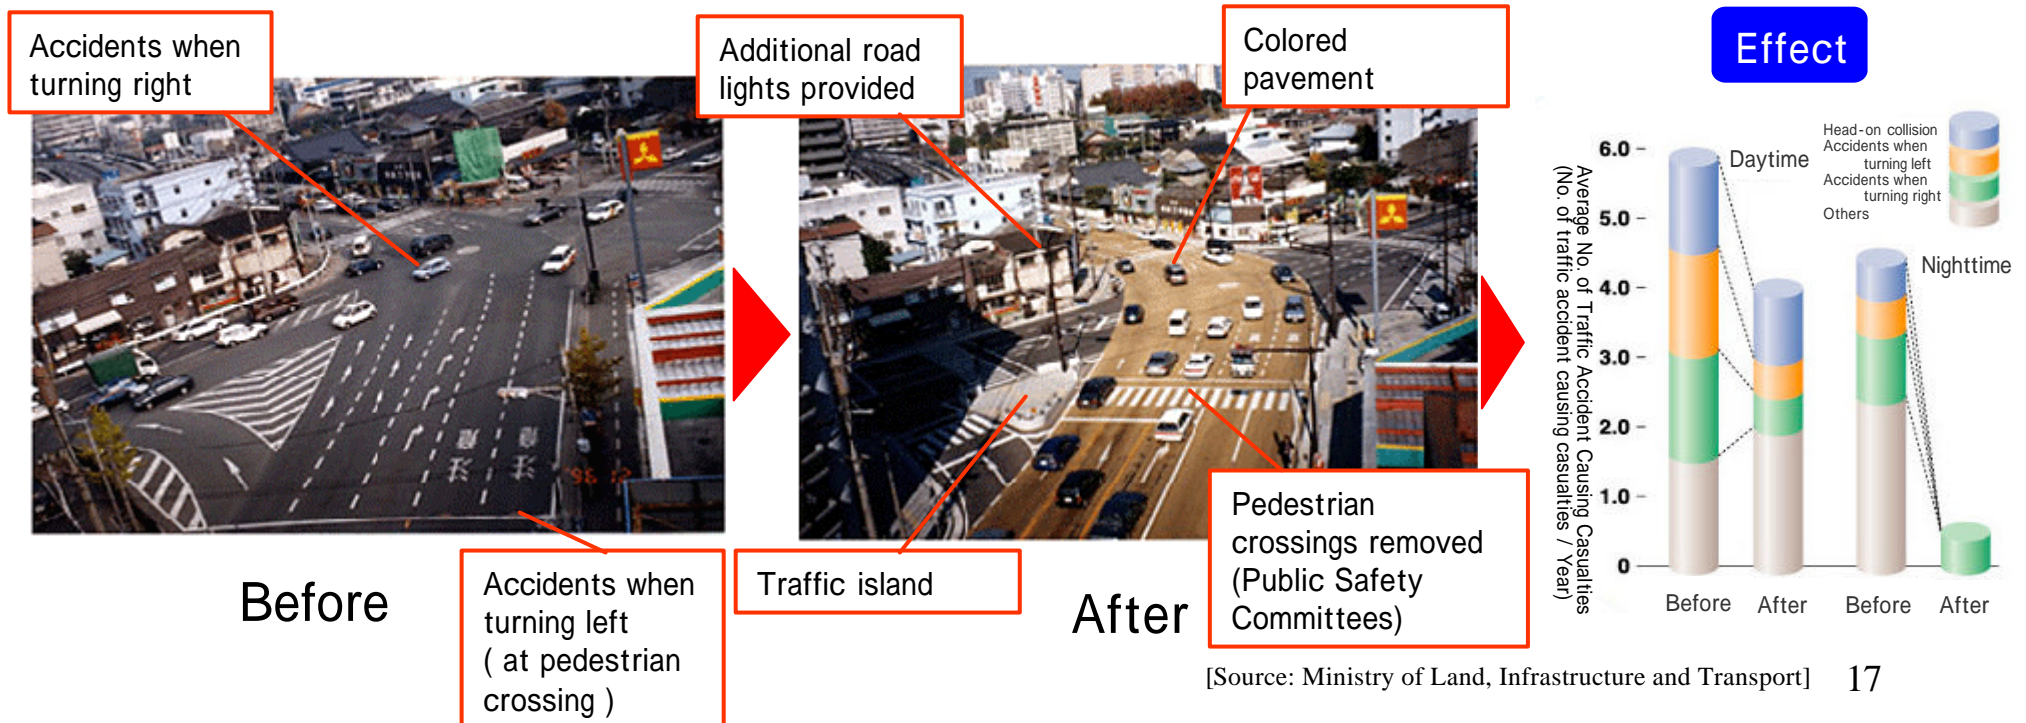 Accidents when
turning right
Additional road
lights provided
Colored
pavement
Effect
Before
Accidents when
turning left
( at pedestrian
crossing )
Traffic island
After
Pedestrian
crossings removed
(Public Safety
Committees)
Average No. of Traffic Accident Causing Casualties
(No. of traffic accident causing casualties / Year)
6.0
5.0
4.0
3.0
2.0
1.0
0
Daytime
Nighttime
Head-on collision
Accidents when
turning left
Accidents when
turning right
Others
Before After Before After
[Source: Ministry of Land, Infrastructure and Transport] 17